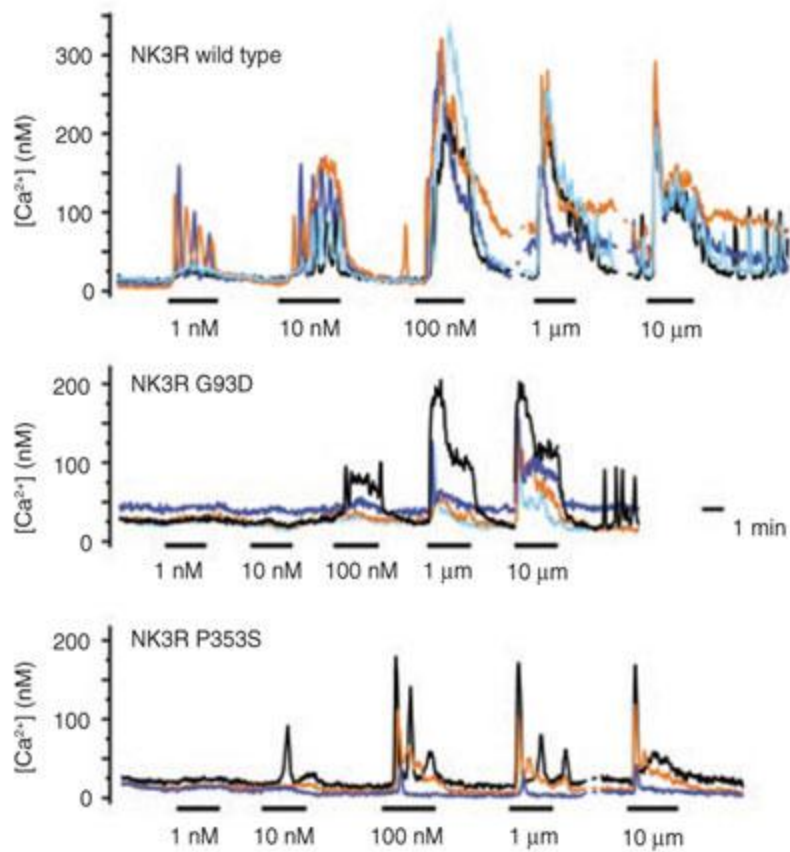 NK3R wild type
[Ca²⁺] (nM)
300
200
100
0
1 nM 10 nM 100 nM 1 µm 10 µm
NK3R G93D
[Ca²⁺] (nM)
200
100
0
1 min
1 nM 10 nM 100 nM 1 µm 10 µm
NK3R P353S
[Ca²⁺] (nM)
200
100
0
1 nM 10 nM 100 nM 1 µm 10 µm